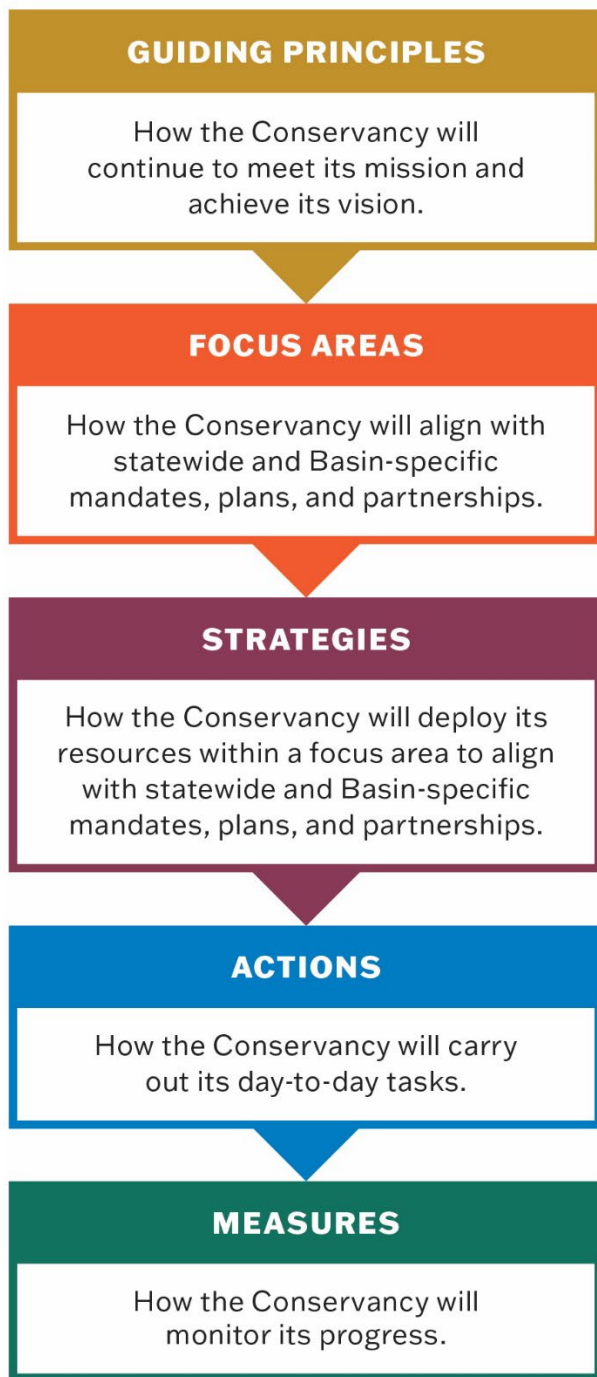 GUIDING PRINCIPLES
How the Conservancy will
continue to meet its mission and
achieve its vision.
FOCUS AREAS
How the Conservancy will align with
statewide and Basin-specific
mandates, plans, and partnerships.
STRATEGIES
How the Conservancy will deploy its
resources within a focus area to align
with statewide and Basin-specific
mandates, plans, and partnerships.
ACTIONS
How the Conservancy will carry
out its day-to-day tasks.
MEASURES
How the Conservancy will
monitor its progress.